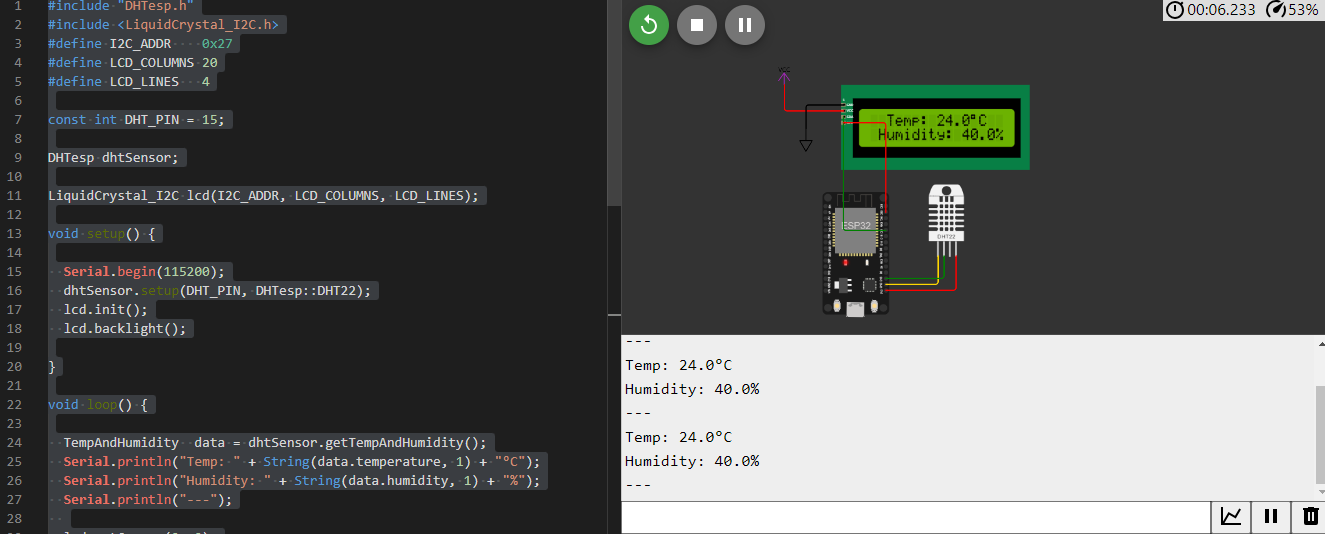 1 #include "DHTesp.h"
2 #include <LiquidCrystal_I2C.h>
3 #define I2C_ADDR    0x27
4 #define LCD_COLUMNS 20
5 #define LCD_LINES   4
6
7 const int DHT_PIN = 15;
8
9 DHTesp dhtSensor;
10
11 LiquidCrystal_I2C lcd(I2C_ADDR, LCD_COLUMNS, LCD_LINES);
12
13 void setup() {
14
15   Serial.begin(115200);
16   dhtSensor.setup(DHT_PIN, DHTesp::DHT22);
17   lcd.init();
18   lcd.backlight();
19
20 }
21
22 void loop() {
23
24   TempAndHumidity  data = dhtSensor.getTempAndHumidity();
25   Serial.println("Temp: " + String(data.temperature, 1) + "°C");
26   Serial.println("Humidity: " + String(data.humidity, 1) + "%");
27   Serial.println("---");
28
00:06.233 53%
VCC
Temp: 24.0°C
Humidity: 40.0%
ESP32
DHT22
---
Temp: 24.0°C
Humidity: 40.0%
---
Temp: 24.0°C
Humidity: 40.0%
---